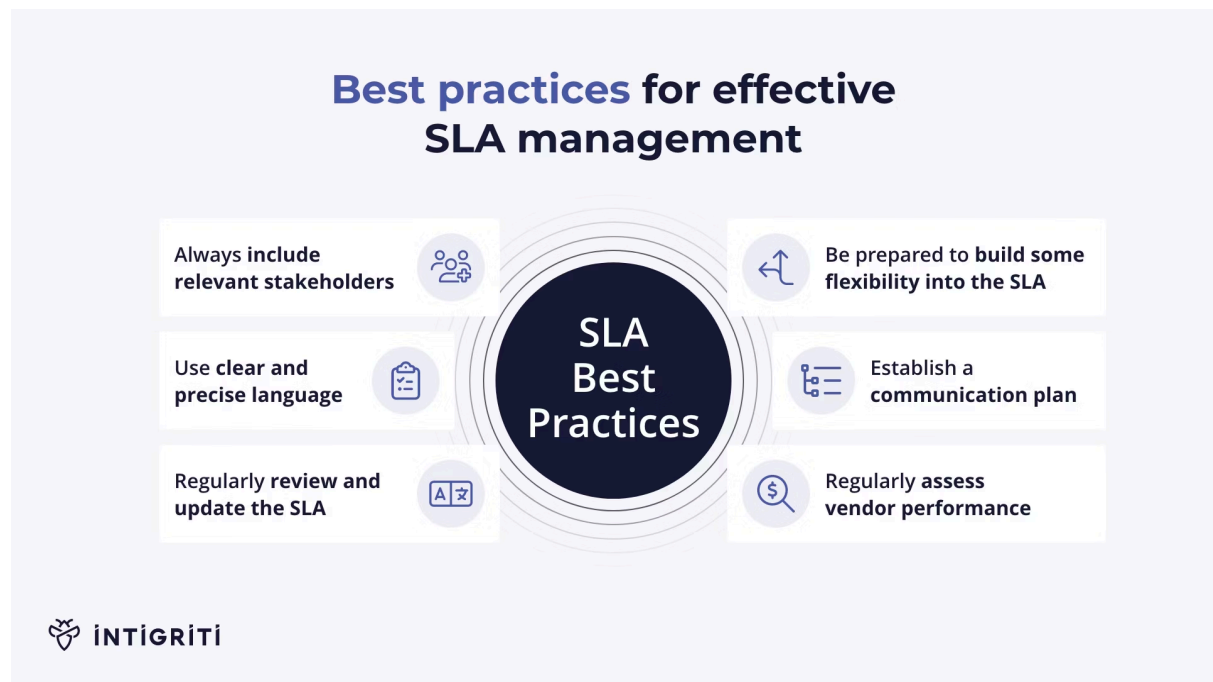 Best practices for effective
SLA management
Always include
relevant stakeholders
Use clear and
precise language
Regularly review and
update the SLA
SLA
Best
Practices
Be prepared to build some
flexibility into the SLA
Establish a
communication plan
Regularly assess
vendor performance
A 文
$
INTIGRITI